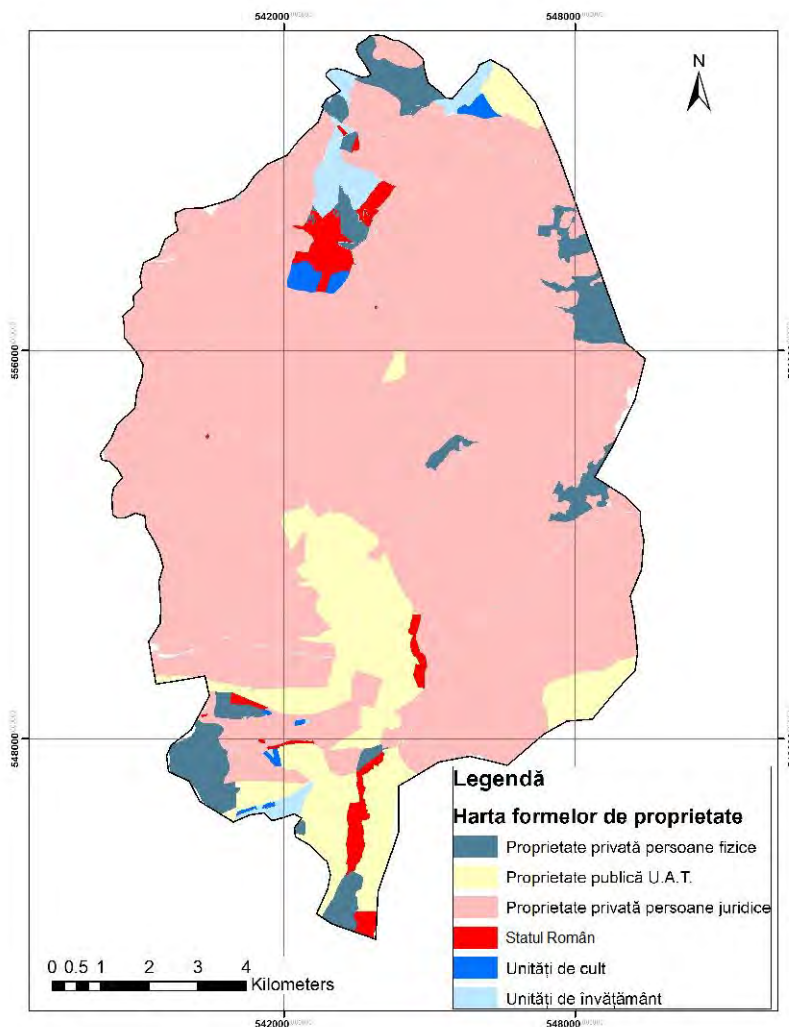 542000
548000
N
556000
548000
Legendă
Harta formelor de proprietate
Proprietate privată persoane fizice
Proprietate publică U.A.T.
Proprietate privată persoane juridice
Statul Român
Unități de cult
Unități de învățământ
0 0.5 1 2 3 4
Kilometers
542000
548000